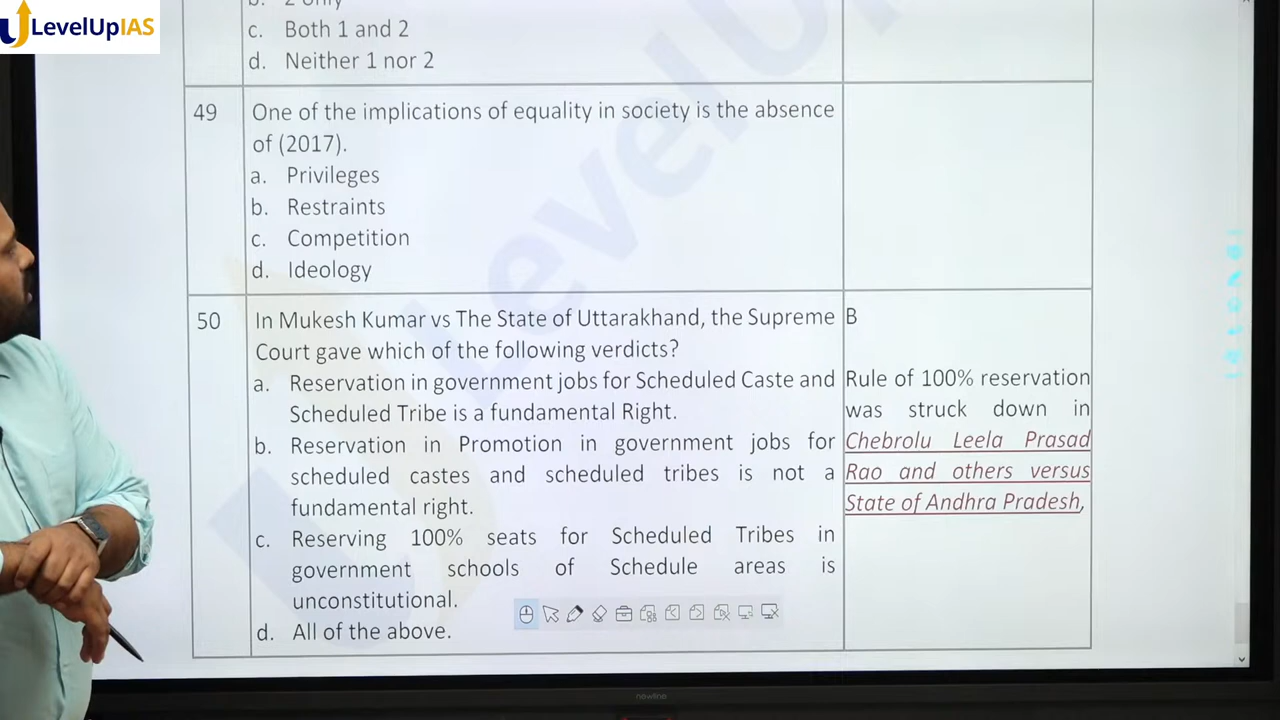 LevelUpIAS
b. 2 only
c. Both 1 and 2
d. Neither 1 nor 2
49
One of the implications of equality in society is the absence
of (2017).
a. Privileges
b. Restraints
c. Competition
d. Ideology
50
In Mukesh Kumar vs The State of Uttarakhand, the Supreme
Court gave which of the following verdicts?
a. Reservation in government jobs for Scheduled Caste and
Scheduled Tribe is a fundamental Right.
b. Reservation in Promotion in government jobs for
scheduled castes and scheduled tribes is not a
fundamental right.
c. Reserving 100% seats for Scheduled Tribes in
government schools of Schedule areas is
unconstitutional.
d. All of the above.
B
Rule of 100% reservation
was struck down in
Chebrolu Leela Prasad
Rao and others versus
State of Andhra Pradesh,
LevelU
newline